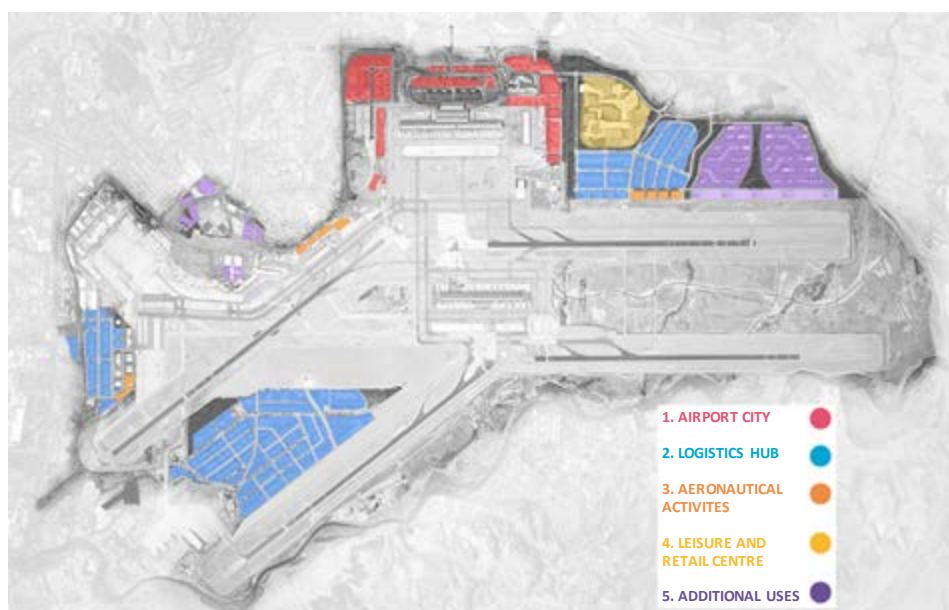 1. AIRPORT CITY
2. LOGISTICS HUB
3. AERONAUTICAL
ACTIVITES
4. LEISURE AND
RETAIL CENTRE
5. ADDITIONAL USES